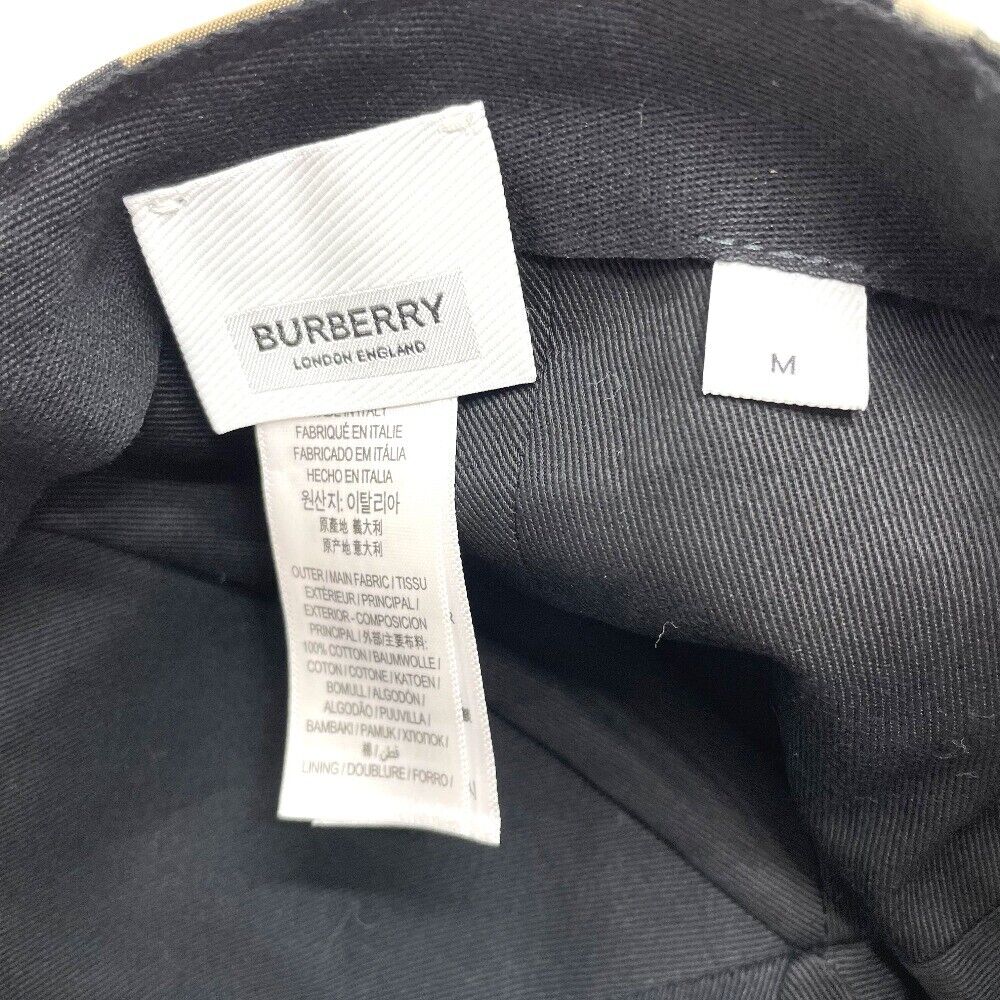 BURBERRY
LONDON ENGLAND
M
IN ITALY
FABRIQUÉ EN ITALIE
FABRICADO EM ITÁLIA
HECHO EN ITALIA
원산지: 이탈리아
原產地 義大利
原产地 意大利
OUTER / MAIN FABRIC / TISSU
EXTÉRIEUR / PRINCIPAL /
EXTERIOR - COMPOSICION
PRINCIPAL / 外部/主要布料:
100% COTTON / BAUMWOLLE /
COTON / COTONE / KATOEN /
BOMULL / ALGODÓN /
ALGODÃO / PUUVILLA /
BAMBAKI / PAMUK / ХЛОПОК /
棉 / قطن
LINING / DOUBLURE / FORRO /